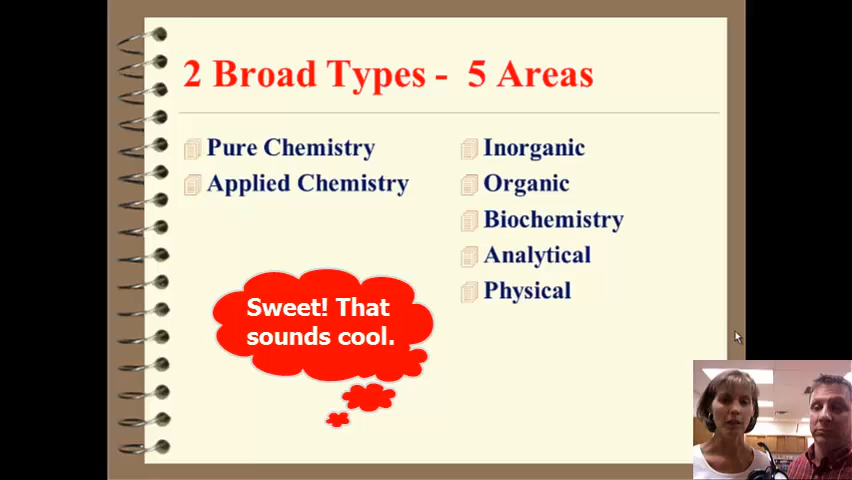 2 Broad Types -  5 Areas
Pure Chemistry
Applied Chemistry
Inorganic
Organic
Biochemistry
Analytical
Physical
Sweet! That
sounds cool.